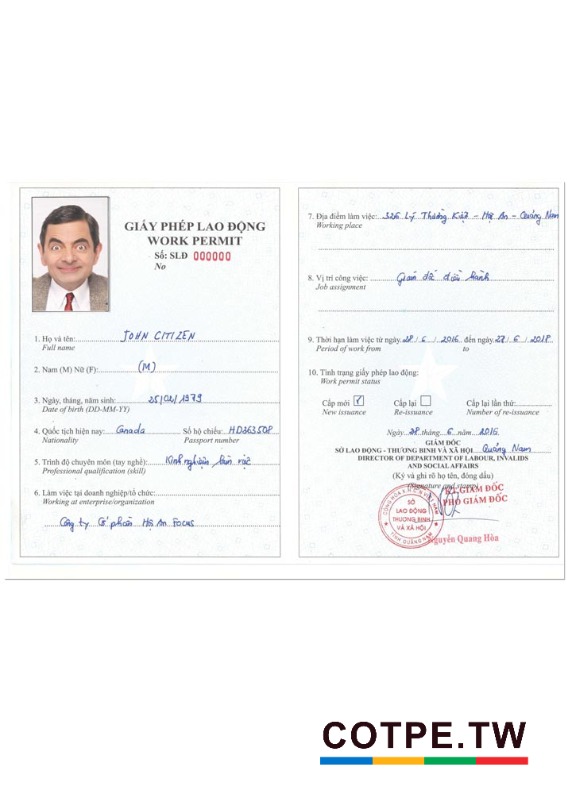 GIẤY PHÉP LAO ĐỘNG
WORK PERMIT
Số: SLĐ 000000
No
1. Họ và tên: JOHN CITIZEN
Full name
2. Nam (M) Nữ (F): (M)
3. Ngày, tháng, năm sinh: 25/02/1979
Date of birth (DD-MM-YY)
4. Quốc tịch hiện nay: Canada Số hộ chiếu: HD263508
Nationality Passport number
5. Trình độ chuyên môn (tay nghề): Kinh nghiệm làm việc
Professional qualification (skill)
6. Làm việc tại doanh nghiệp/tổ chức:
Working at enterprise/organization
Công ty Cổ phần Hội An Focus
7. Địa điểm làm việc: 326 Lý Thường Kiệt - Hội An - Quảng Nam
Working place
8. Vị trí công việc: Giám đốc điều hành
Job assignment
9. Thời hạn làm việc từ ngày 28/6/2016 đến ngày 27/6/2018
Period of work from to
10. Tình trạng giấy phép lao động:
Work permit status
Cấp mới Cấp lại Cấp lại lần thứ:
New issuance Re-issuance Number of re-issuance
Ngày 28 tháng 6 năm 2016
GIÁM ĐỐC
SỞ LAO ĐỘNG - THƯƠNG BINH VÀ XÃ HỘI Quảng Nam
DIRECTOR OF DEPARTMENT OF LABOUR, INVALIDS
AND SOCIAL AFFAIRS
(Ký và ghi rõ họ tên, đóng dấu)
(Signature and stamp)
KT. GIÁM ĐỐC
PHÓ GIÁM ĐỐC
SỞ
LAO ĐỘNG
THƯƠNG BINH
VÀ XÃ HỘI
TỈNH QUẢNG NAM
Nguyễn Quang Hòa
COTPE.TW